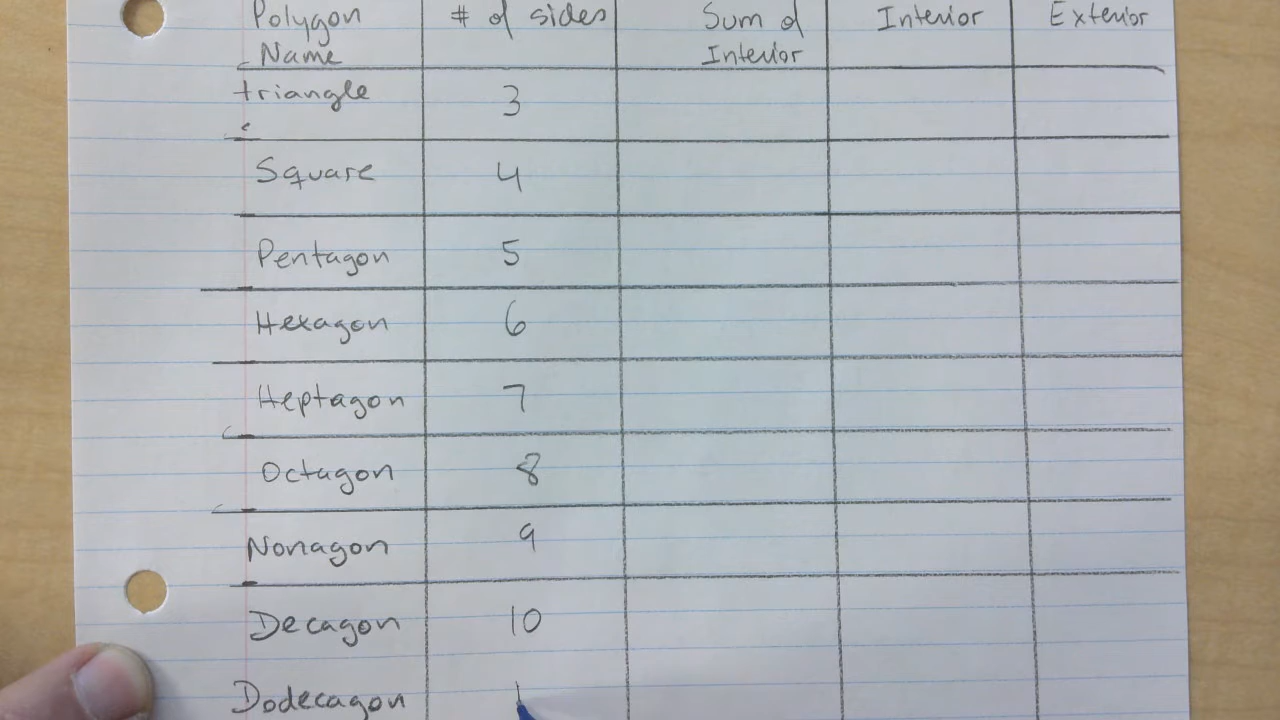 Polygon Name # of sides Sum of Interior Interior Exterior
triangle 3
Square 4
Pentagon 5
Hexagon 6
Heptagon 7
Octagon 8
Nonagon 9
Decagon 10
Dodecagon 1